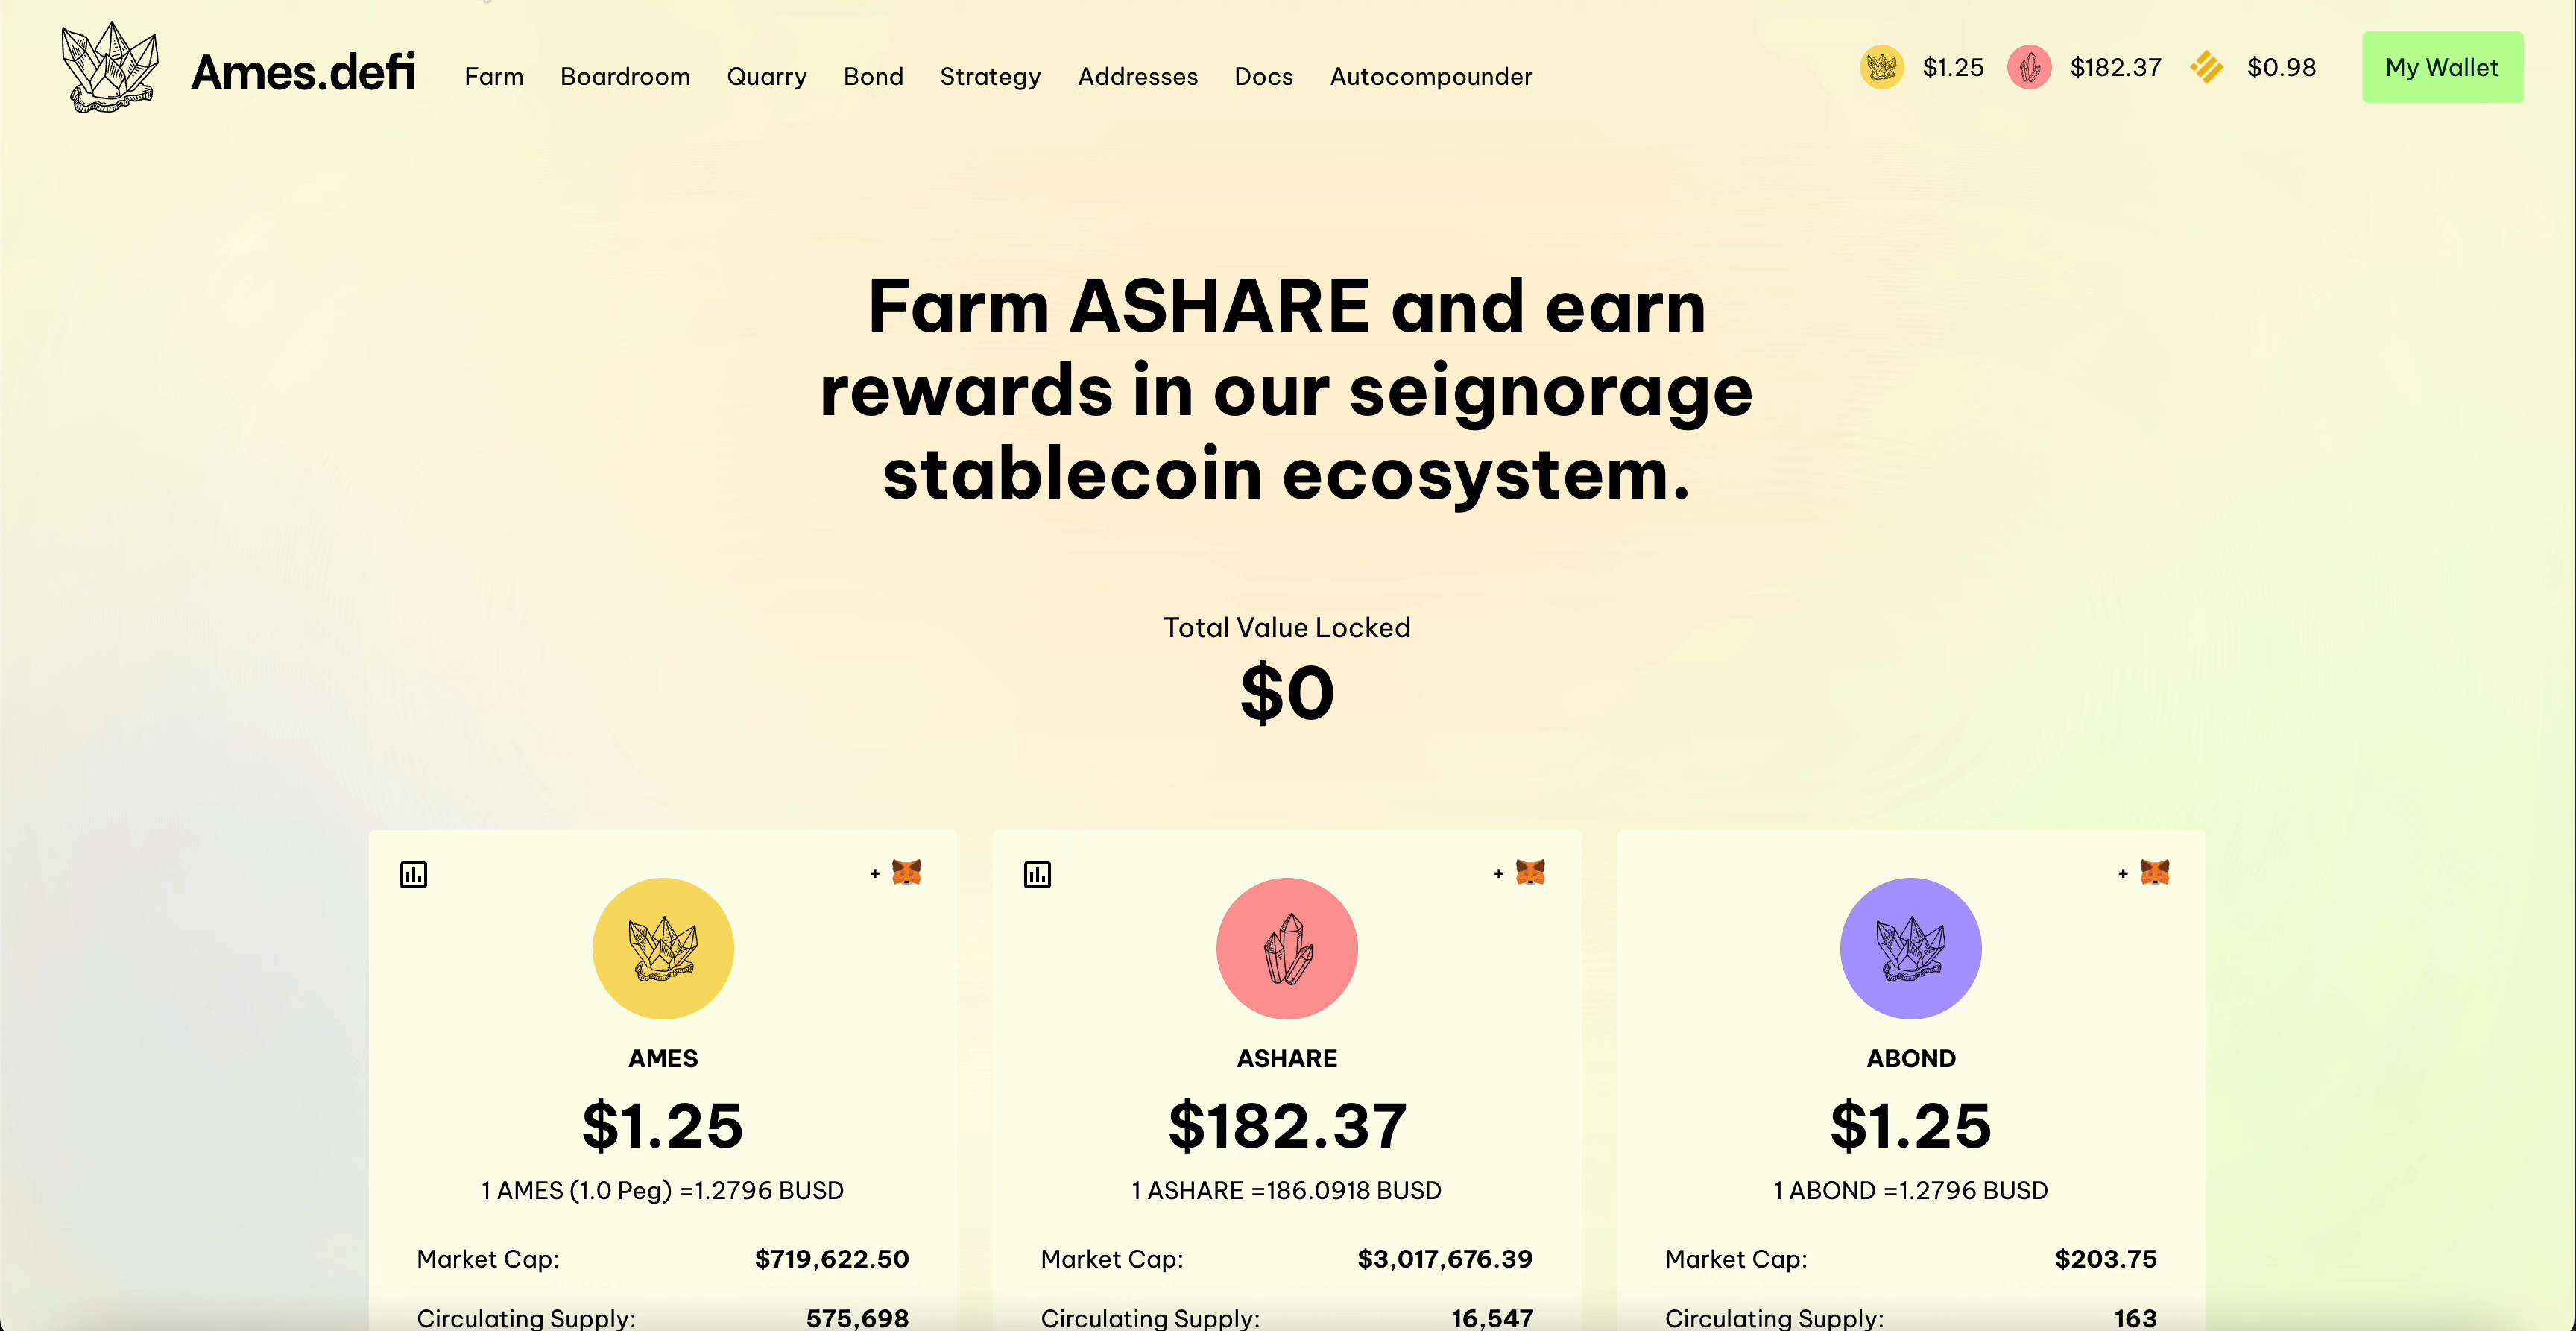 Ames.defi Farm Boardroom Quarry Bond Strategy Addresses Docs Autocompounder $1.25 $182.37 $0.98 My Wallet
Farm ASHARE and earn
rewards in our seignorage
stablecoin ecosystem.
Total Value Locked
$0
+
+
+
AMES
$1.25
1 AMES (1.0 Peg) =1.2796 BUSD
Market Cap: $719,622.50
Circulating Supply: 575,698
ASHARE
$182.37
1 ASHARE =186.0918 BUSD
Market Cap: $3,017,676.39
Circulating Supply: 16,547
ABOND
$1.25
1 ABOND =1.2796 BUSD
Market Cap: $203.75
Circulating Supply: 163